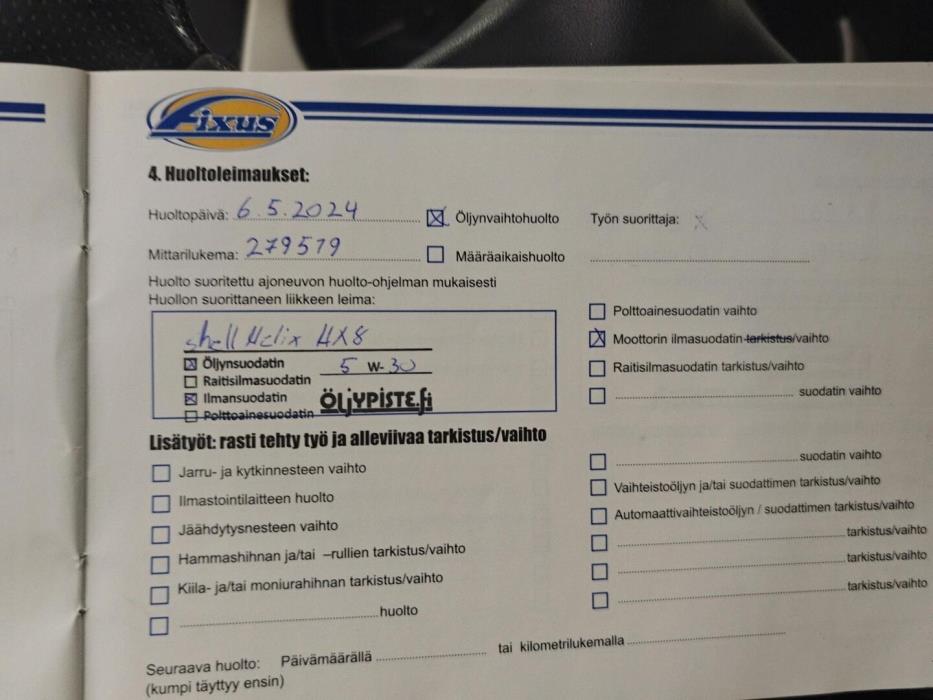 Fixus
4. Huoltoleimaukset:
Huoltopäivä: 6.5.2024
Öljynvaihtohuolto
Työn suorittaja: x
Mittarilukema: 279579
Määräaikaishuolto
Huolto suoritettu ajoneuvon huolto-ohjelman mukaisesti
Huollon suorittaneen liikkeen leima:
shell Helix HX8
Öljynsuodatin 5 W-30
Raitisilmasuodatin
Ilmansuodatin ÖLJYPISTE.fi
Polttoainesuodatin
Polttoainesuodatin vaihto
Moottorin ilmasuodatin tarkistus/vaihto
Raitisilmasuodatin tarkistus/vaihto
suodatin vaihto
Lisätyöt: rasti tehty työ ja alleviivaa tarkistus/vaihto
Jarru- ja kytkinnesteen vaihto
Ilmastointilaitteen huolto
Jäähdytysnesteen vaihto
Hammashihnan ja/tai –rullien tarkistus/vaihto
Kiila- ja/tai moniurahihnan tarkistus/vaihto
huolto
suodatin vaihto
Vaihteistoöljyn ja/tai suodattimen tarkistus/vaihto
Automaattivaihteistoöljyn / suodattimen tarkistus/vaihto
tarkistus/vaihto
tarkistus/vaihto
tarkistus/vaihto
Seuraava huolto: Päivämäärällä tai kilometrilukemalla
(kumpi täyttyy ensin)